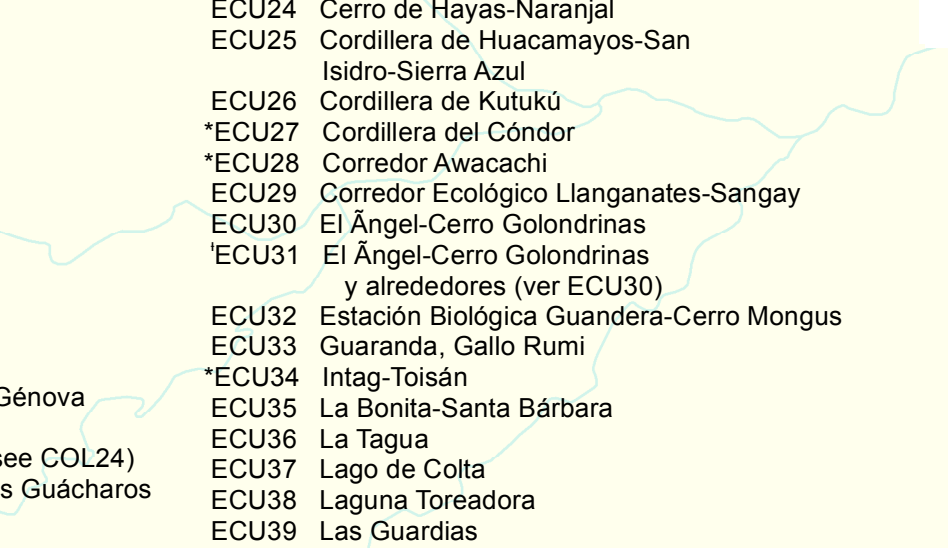 ECU24 Cerro de Hayas-Naranjal
ECU25 Cordillera de Huacamayos-San
Isidro-Sierra Azul
ECU26 Cordillera de Kutukú
*ECU27 Cordillera del Cóndor
*ECU28 Corredor Awacachi
ECU29 Corredor Ecológico Llanganates-Sangay
ECU30 El Ãngel-Cerro Golondrinas
ƚECU31 El Ãngel-Cerro Golondrinas
y alrededores (ver ECU30)
ECU32 Estación Biológica Guandera-Cerro Mongus
ECU33 Guaranda, Gallo Rumi
*ECU34 Intag-Toisán
ECU35 La Bonita-Santa Bárbara
ECU36 La Tagua
ECU37 Lago de Colta
ECU38 Laguna Toreadora
ECU39 Las Guardias
Génova
see COL24)
s Guácharos